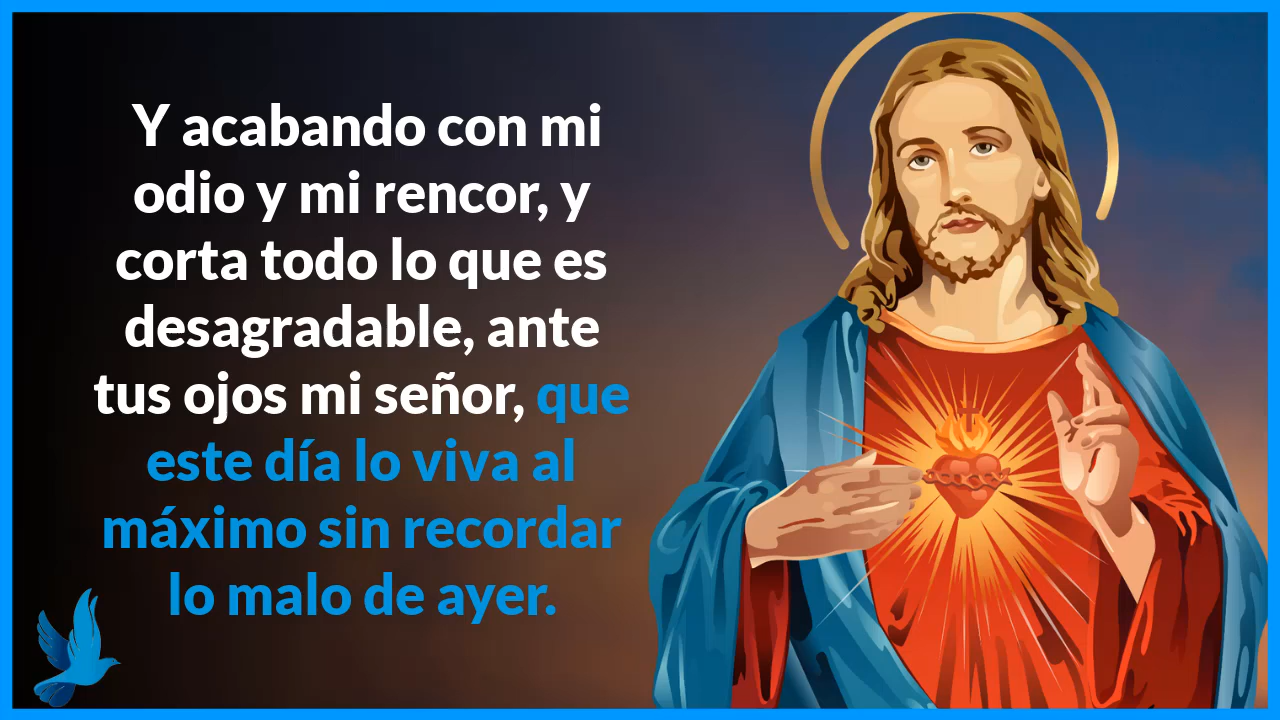 Y acabando con mi
odio y mi rencor, y
corta todo lo que es
desagradable, ante
tus ojos mi señor, que
este día lo viva al
máximo sin recordar
lo malo de ayer.